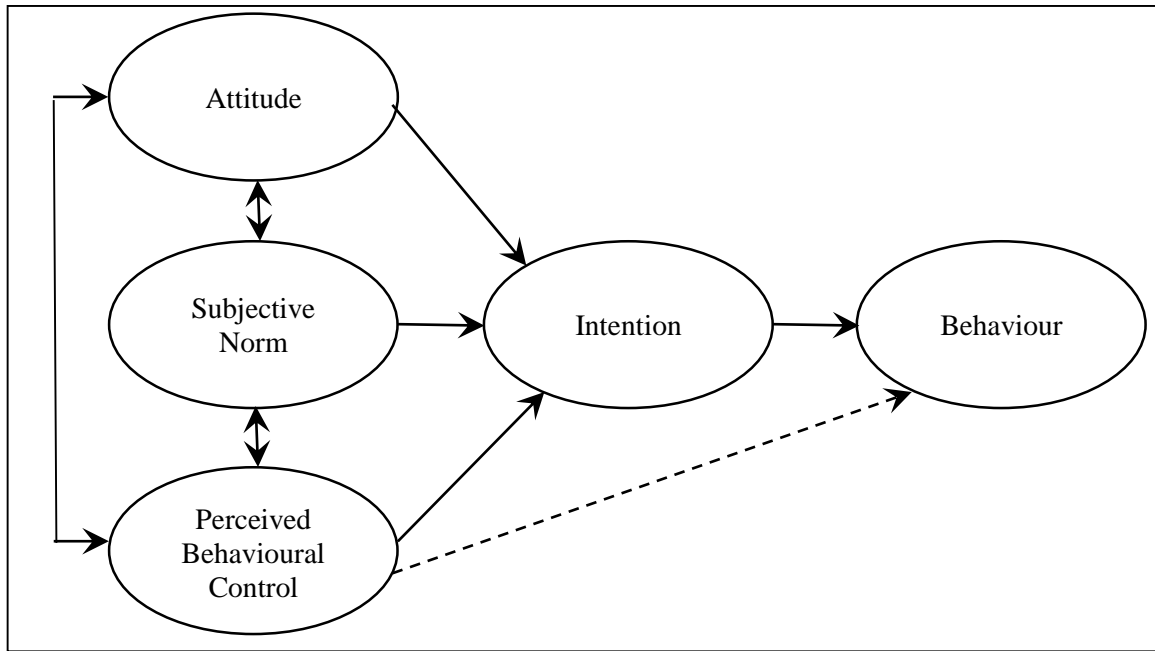 Attitude
Subjective
Norm
Intention
Behaviour
Perceived
Behavioural
Control